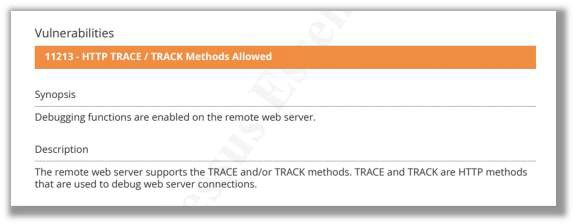 Vulnerabilities
11213 - HTTP TRACE / TRACK Methods Allowed
Synopsis
Debugging functions are enabled on the remote web server.
Description
The remote web server supports the TRACE and/or TRACK methods. TRACE and TRACK are HTTP methods
that are used to debug web server connections.